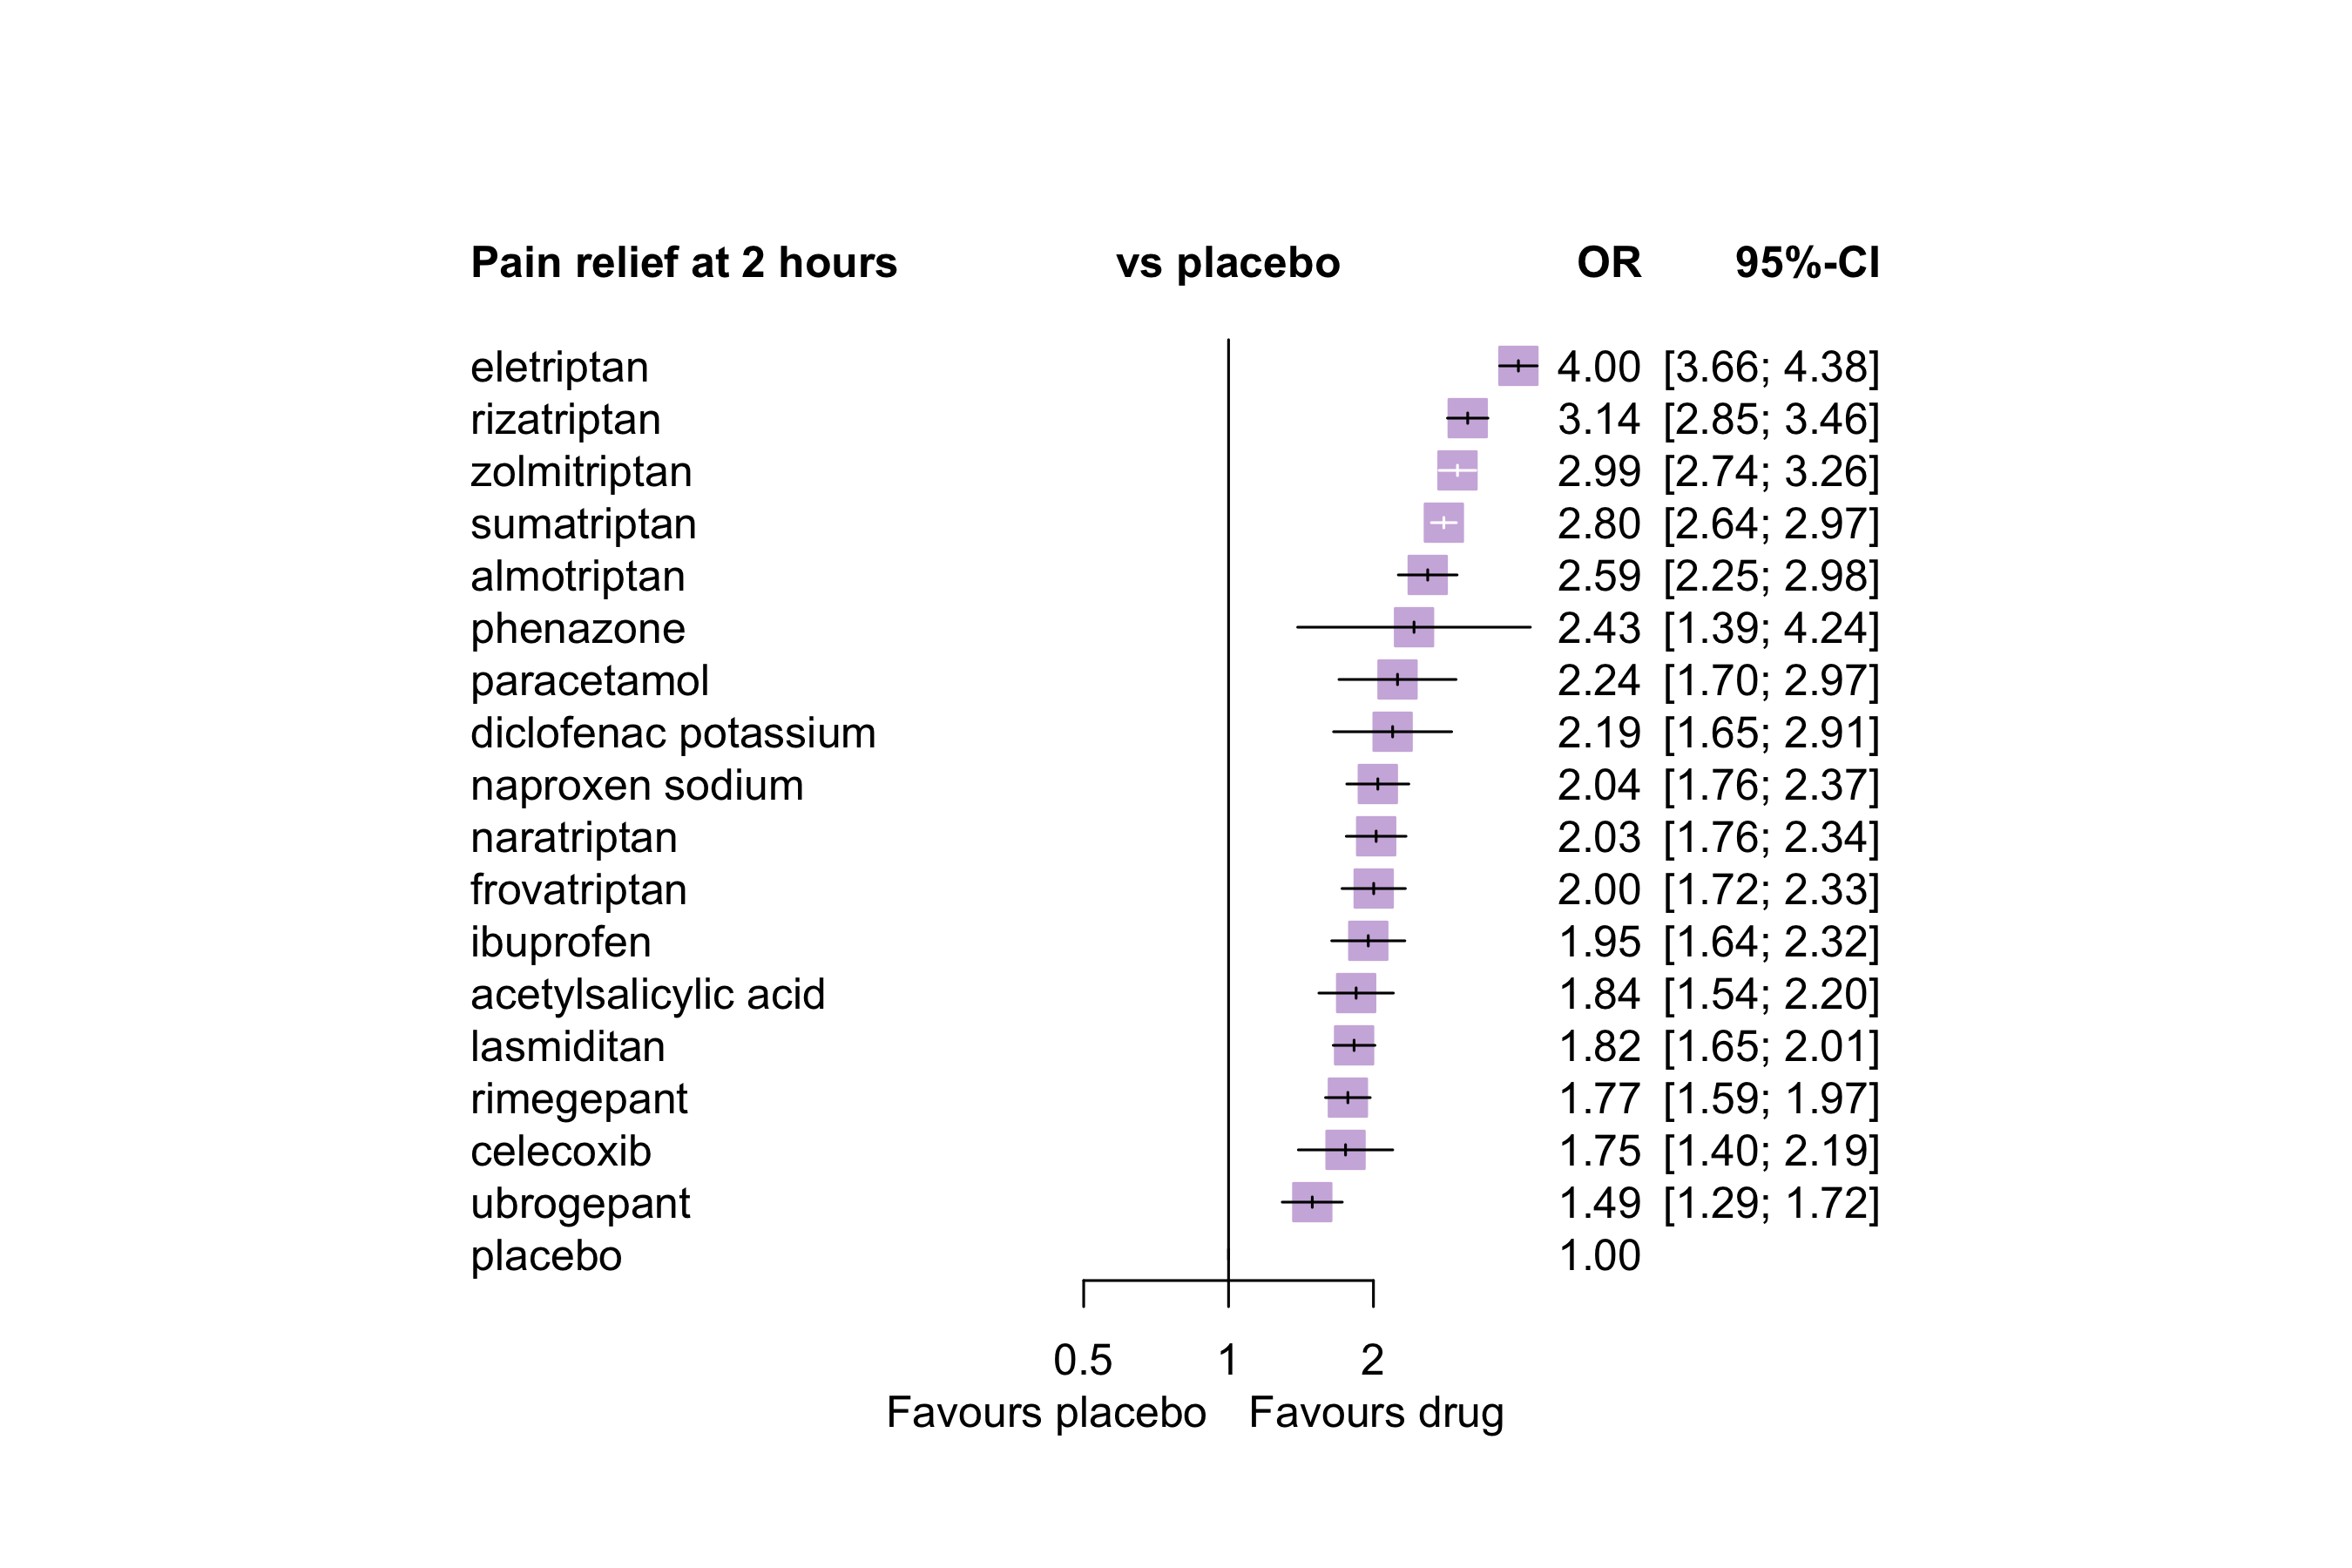 Pain relief at 2 hours vs placebo OR 95%-CI
eletriptan 4.00 [3.66; 4.38]
rizatriptan 3.14 [2.85; 3.46]
zolmitriptan 2.99 [2.74; 3.26]
sumatriptan 2.80 [2.64; 2.97]
almotriptan 2.59 [2.25; 2.98]
phenazone 2.43 [1.39; 4.24]
paracetamol 2.24 [1.70; 2.97]
diclofenac potassium 2.19 [1.65; 2.91]
naproxen sodium 2.04 [1.76; 2.37]
naratriptan 2.03 [1.76; 2.34]
frovatriptan 2.00 [1.72; 2.33]
ibuprofen 1.95 [1.64; 2.32]
acetylsalicylic acid 1.84 [1.54; 2.20]
lasmiditan 1.82 [1.65; 2.01]
rimegepant 1.77 [1.59; 1.97]
celecoxib 1.75 [1.40; 2.19]
ubrogepant 1.49 [1.29; 1.72]
placebo 1.00
0.5 1 2
Favours placebo Favours drug